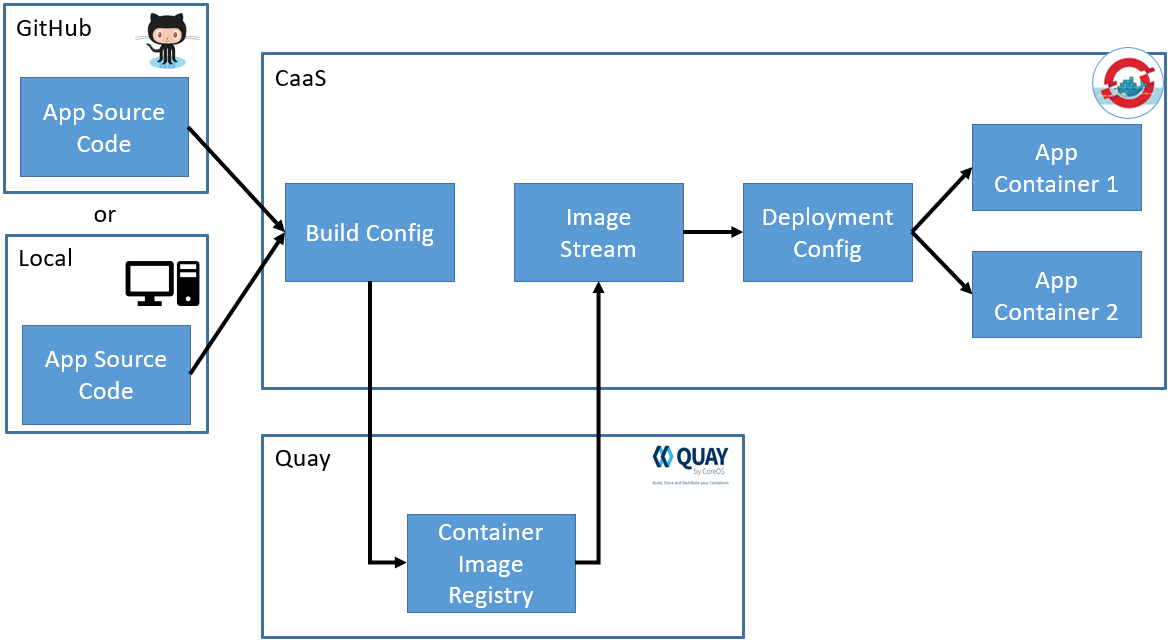 GitHub
App Source
Code
or
Local
App Source
Code
CaaS
Build Config
Image
Stream
Deployment
Config
App
Container 1
App
Container 2
Quay
QUAY
by CoreOS
Build, Store and Distribute your Containers
Container
Image
Registry